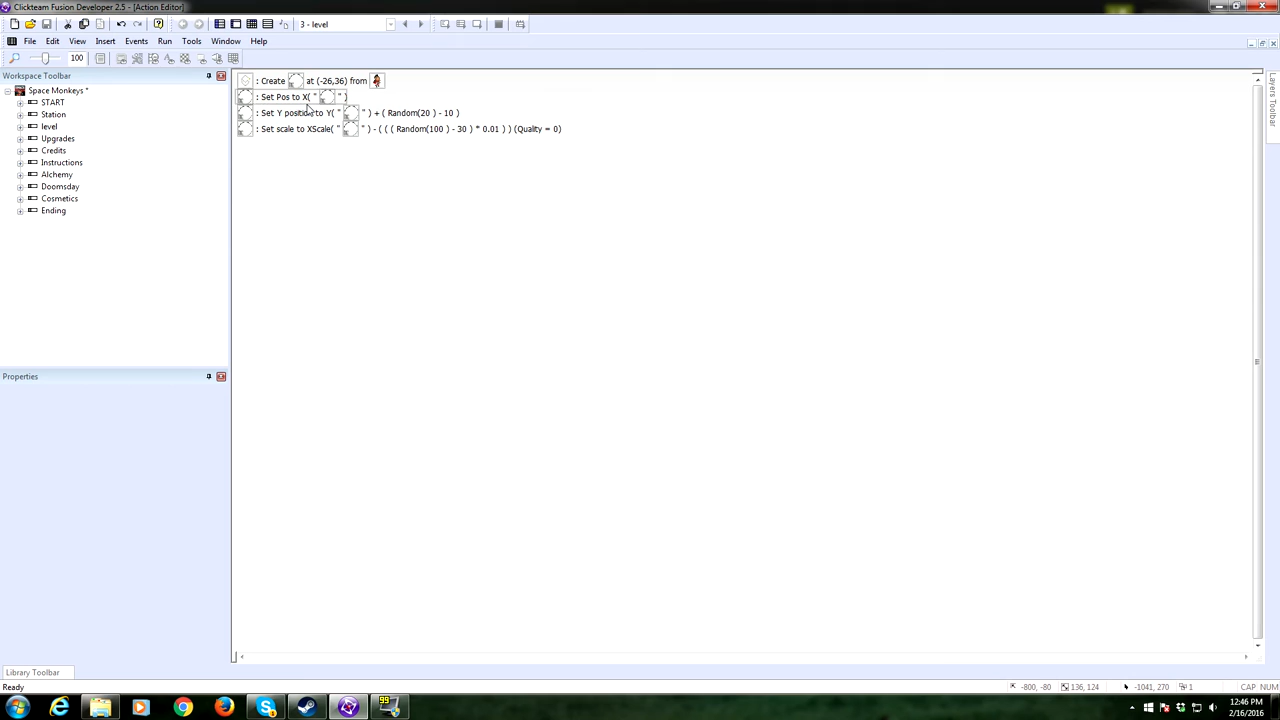 Clickteam Fusion Developer 2.5 - [Action Editor]
3 - level
File Edit View Insert Events Run Tools Window Help
100
Workspace Toolbar
Space Monkeys *
START
Station
level
Upgrades
Credits
Instructions
Alchemy
Doomsday
Cosmetics
Ending
: Create at (-26,36) from
: Set Pos to X( " " )
: Set Y position to Y( " " ) + ( Random(20 ) - 10 )
: Set scale to XScale( " " ) - ( ( ( Random(100 ) - 30 ) * 0.01 ) ) (Quality = 0)
Layers Toolbar
Properties
Library Toolbar
Ready
-800, -80
136, 124
-1041, 270
1
CAP NUM
99
12:46 PM
2/16/2016